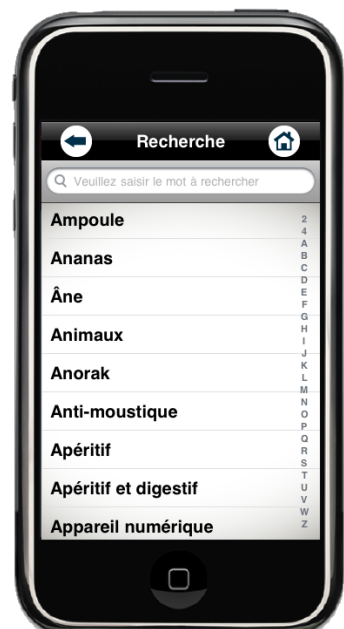 Recherche
Veuillez saisir le mot à rechercher
Ampoule
Ananas
Âne
Animaux
Anorak
Anti-moustique
Apéritif
Apéritif et digestif
Appareil numérique
2
4
A
B
C
D
E
F
G
H
I
J
K
L
M
N
O
P
Q
R
S
T
U
V
W
Z